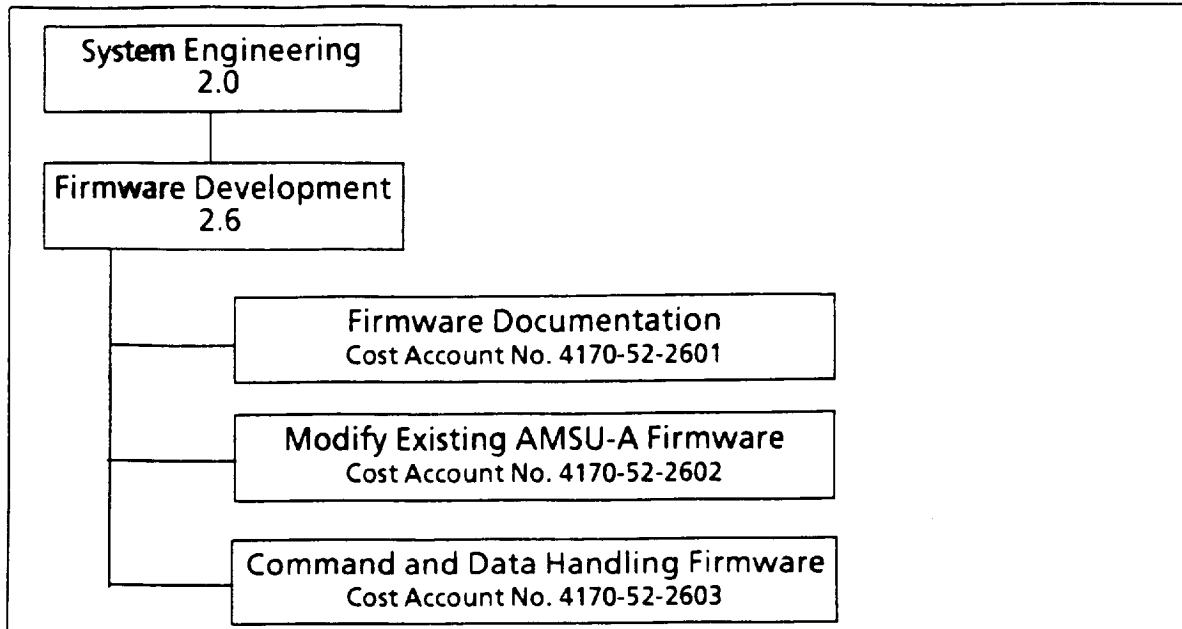 System Engineering
2.0
Firmware Development
2.6
Firmware Documentation
Cost Account No. 4170-52-2601
Modify Existing AMSU-A Firmware
Cost Account No. 4170-52-2602
Command and Data Handling Firmware
Cost Account No. 4170-52-2603